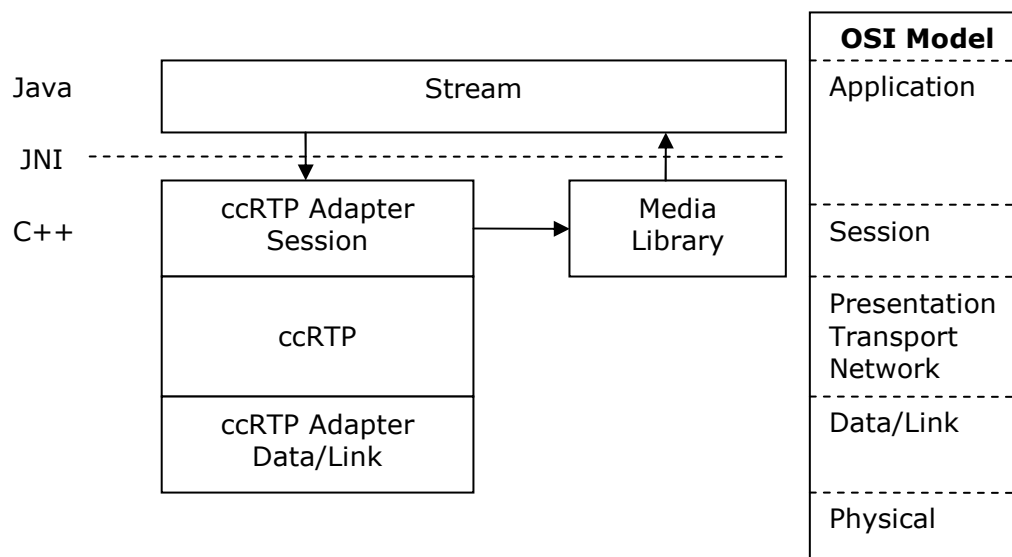 OSI Model
Java
Stream
Application
JNI
C++
ccRTP Adapter
Session
Media
Library
Session
ccRTP
Presentation
Transport
Network
ccRTP Adapter
Data/Link
Data/Link
Physical